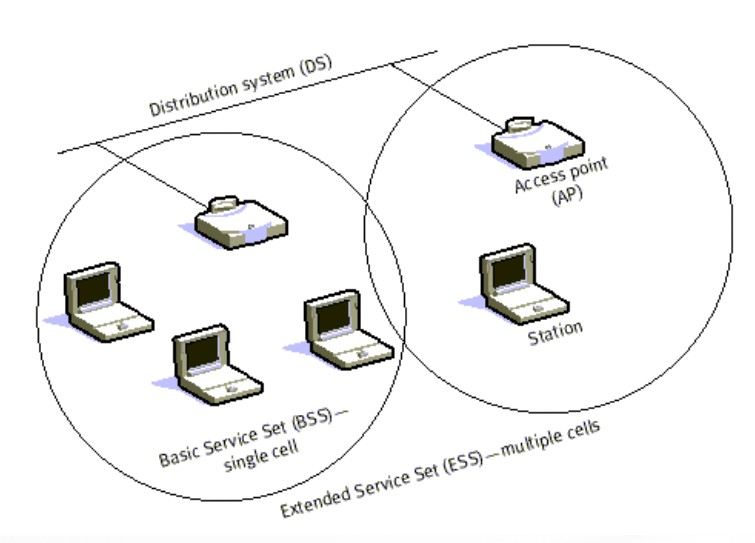 Distribution system (DS)
Access point
(AP)
Station
Basic Service Set (BSS)—
single cell
Extended Service Set (ESS)—multiple cells